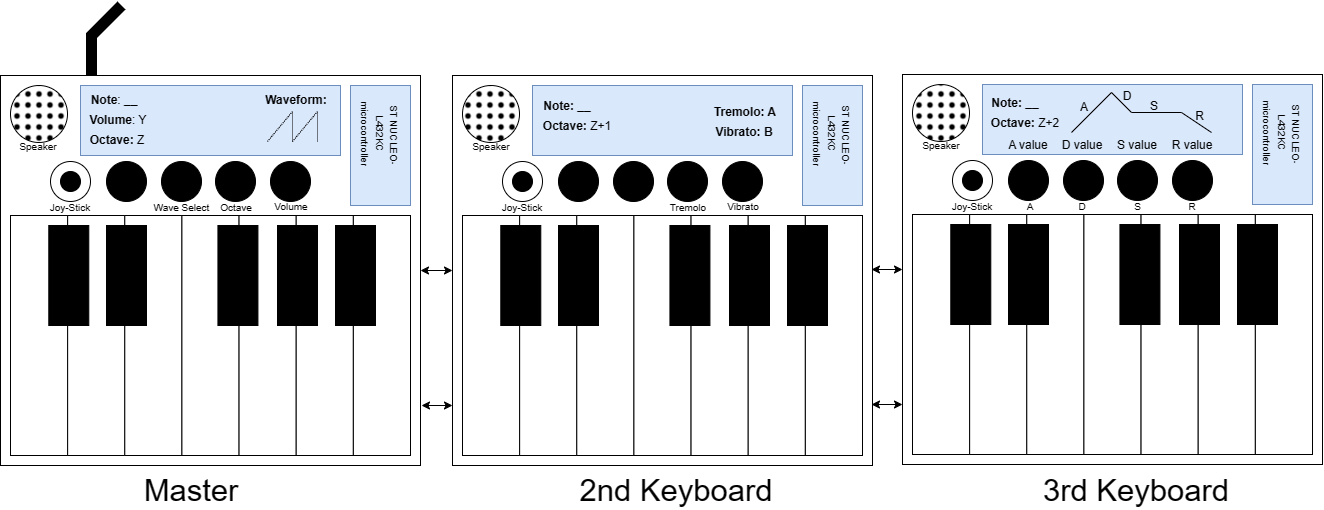 Note: __
Waveform:
Volume: Y
Octave: Z
Speaker
ST NUCLEO-
L432KC
microcontroller
Joy-Stick
Wave Select
Octave
Volume
Master
Note: __
Octave: Z+1
Tremolo: A
Vibrato: B
Speaker
ST NUCLEO-
L432KC
microcontroller
Joy-Stick
Tremolo
Vibrato
2nd Keyboard
Note: __
Octave: Z+2
A
D
S
R
A value
D value
S value
R value
Speaker
ST NUCLEO-
L432KC
microcontroller
Joy-Stick
A
D
S
R
3rd Keyboard